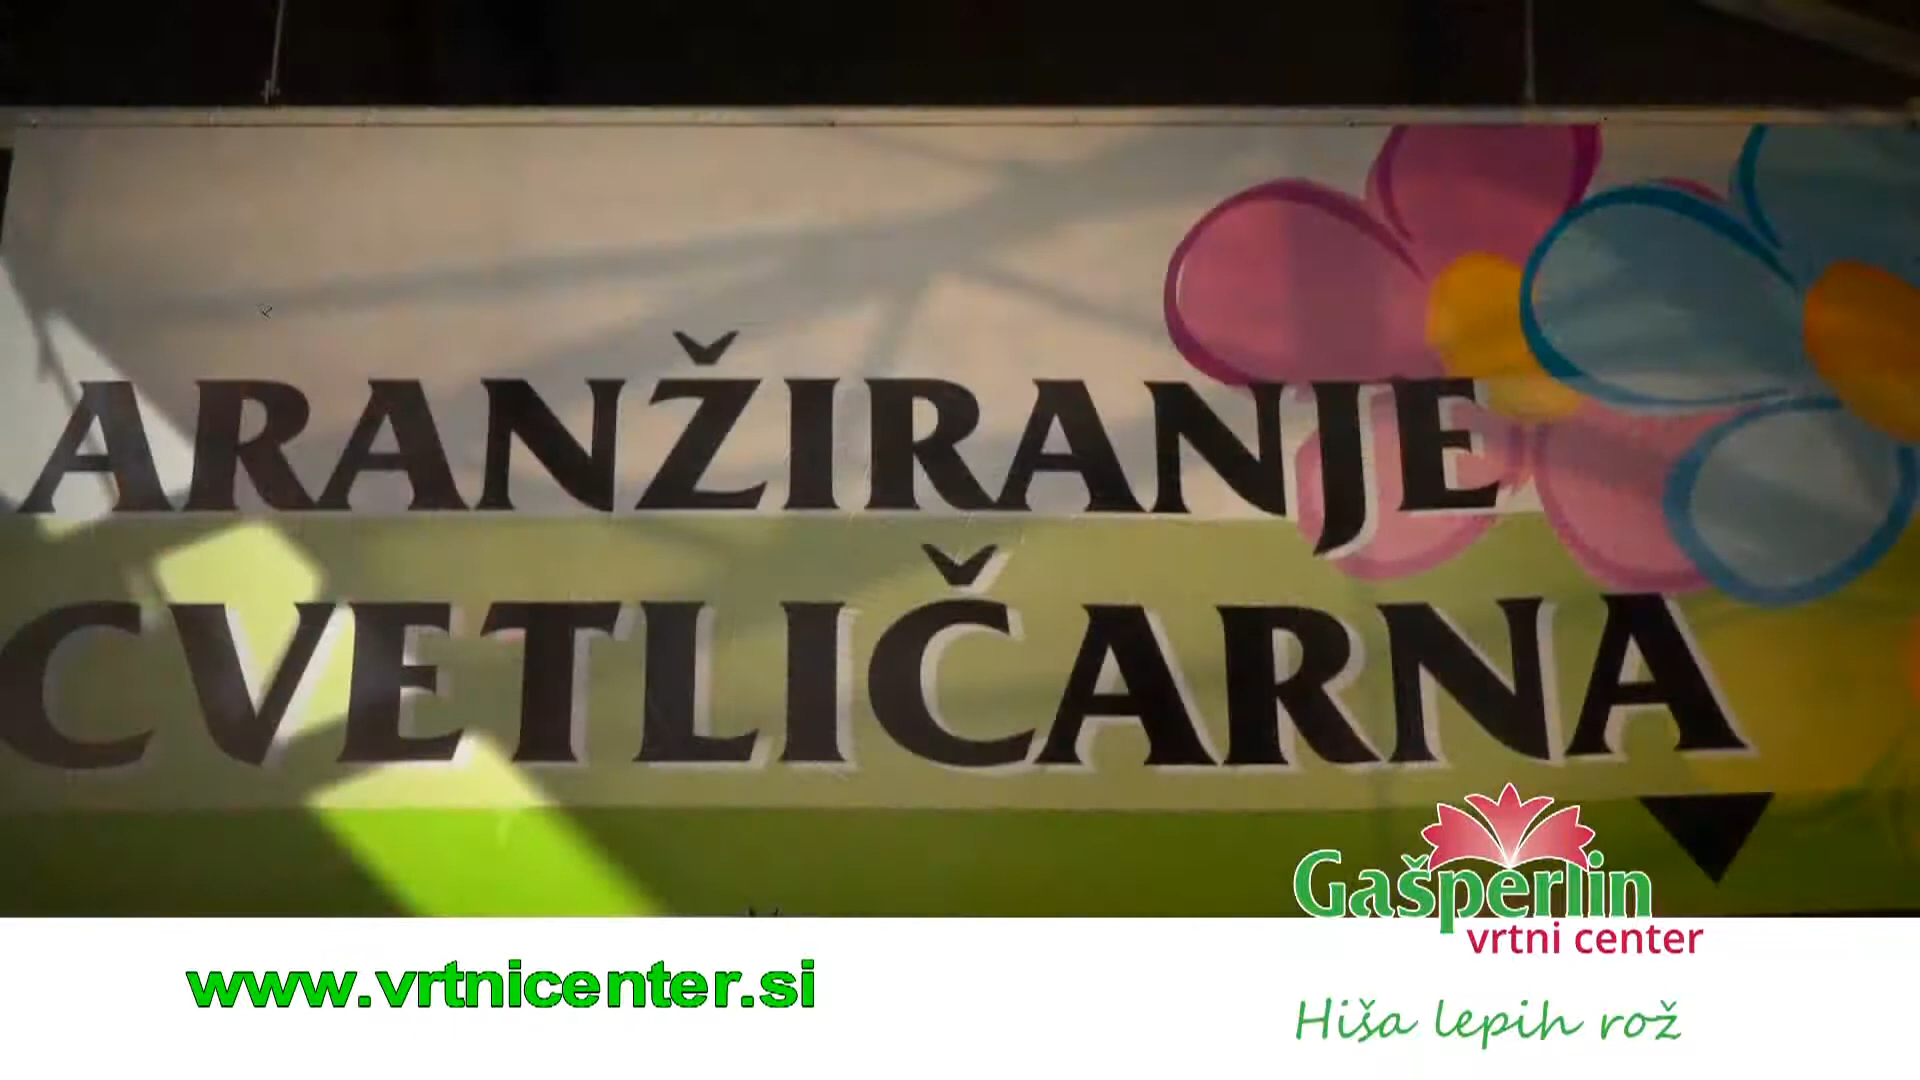 ARANŽIRANJE
CVETLIČARNA
Gašperlin
vrtni center
www.vrtnicenter.si
Hiša lepih rož